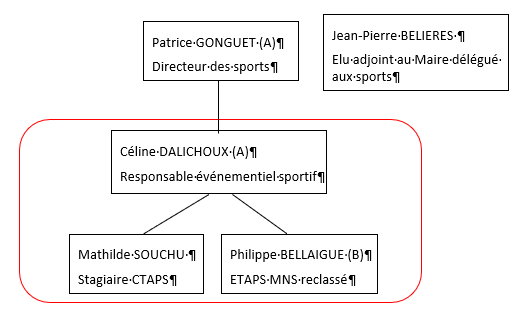 Patrice·GONGUET·(A)¶
Directeur·des·sports¶
Jean-Pierre·BELIERES·¶
Elu·adjoint·au·Maire·délégué·
aux·sports¶
Céline·DALICHOUX·(A)¶
Responsable·événementiel·sportif¶
Mathilde·SOUCHU·¶
Stagiaire·CTAPS¶
Philippe·BELLAIGUE·(B)¶
ETAPS·MNS·reclassé¶